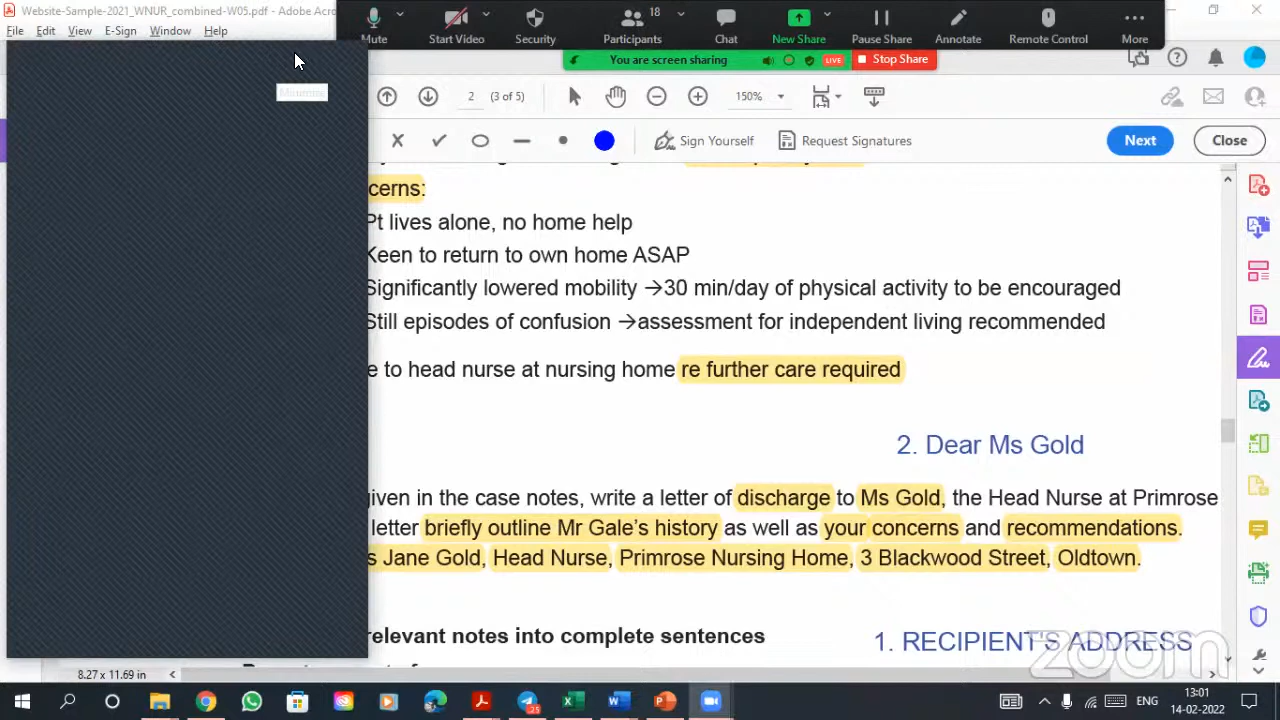 Website-Sample-2021_WNUR_combined-W05.pdf - Adobe Acro
File Edit View E-Sign Window Help
Mute Start Video Security Participants 18 Chat New Share Pause Share Annotate Remote Control More
You are screen sharing LIVE Stop Share
Minimize
2 (3 of 5) 150%
Sign Yourself Request Signatures Next Close
cerns:
Pt lives alone, no home help
Keen to return to own home ASAP
Significantly lowered mobility →30 min/day of physical activity to be encouraged
Still episodes of confusion →assessment for independent living recommended
e to head nurse at nursing home re further care required
2. Dear Ms Gold
given in the case notes, write a letter of discharge to Ms Gold, the Head Nurse at Primrose
letter briefly outline Mr Gale's history as well as your concerns and recommendations.
s Jane Gold, Head Nurse, Primrose Nursing Home, 3 Blackwood Street, Oldtown.
relevant notes into complete sentences
1. RECIPIENT'S ADDRESS
zoom
8.27 x 11.69 in
25
ENG
13:01
14-02-2022